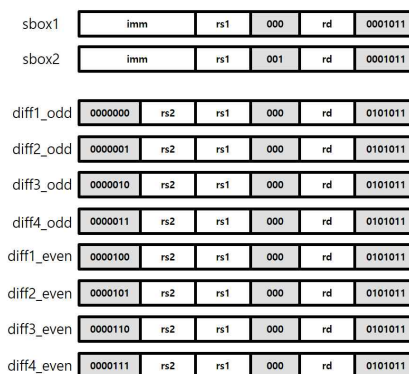 sbox1 imm rs1 000 rd 0001011
sbox2 imm rs1 001 rd 0001011
diff1_odd 0000000 rs2 rs1 000 rd 0101011
diff2_odd 0000001 rs2 rs1 000 rd 0101011
diff3_odd 0000010 rs2 rs1 000 rd 0101011
diff4_odd 0000011 rs2 rs1 000 rd 0101011
diff1_even 0000100 rs2 rs1 000 rd 0101011
diff2_even 0000101 rs2 rs1 000 rd 0101011
diff3_even 0000110 rs2 rs1 000 rd 0101011
diff4_even 0000111 rs2 rs1 000 rd 0101011